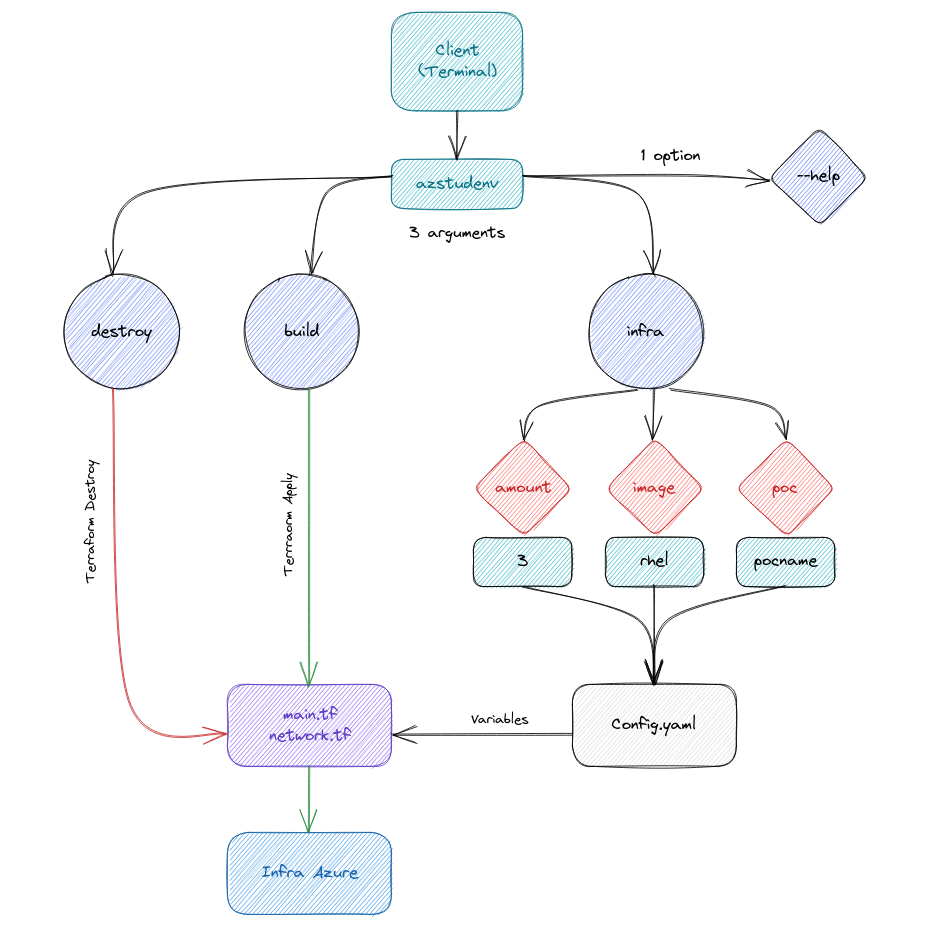 Client
(Terminal)
1 option
--help
azstudenv
3 arguments
destroy
build
infra
Terraform Destroy
Terrraorm Apply
amount
image
poc
3
rhel
pocname
main.tf
network.tf
Variables
Config.yaml
Infra Azure